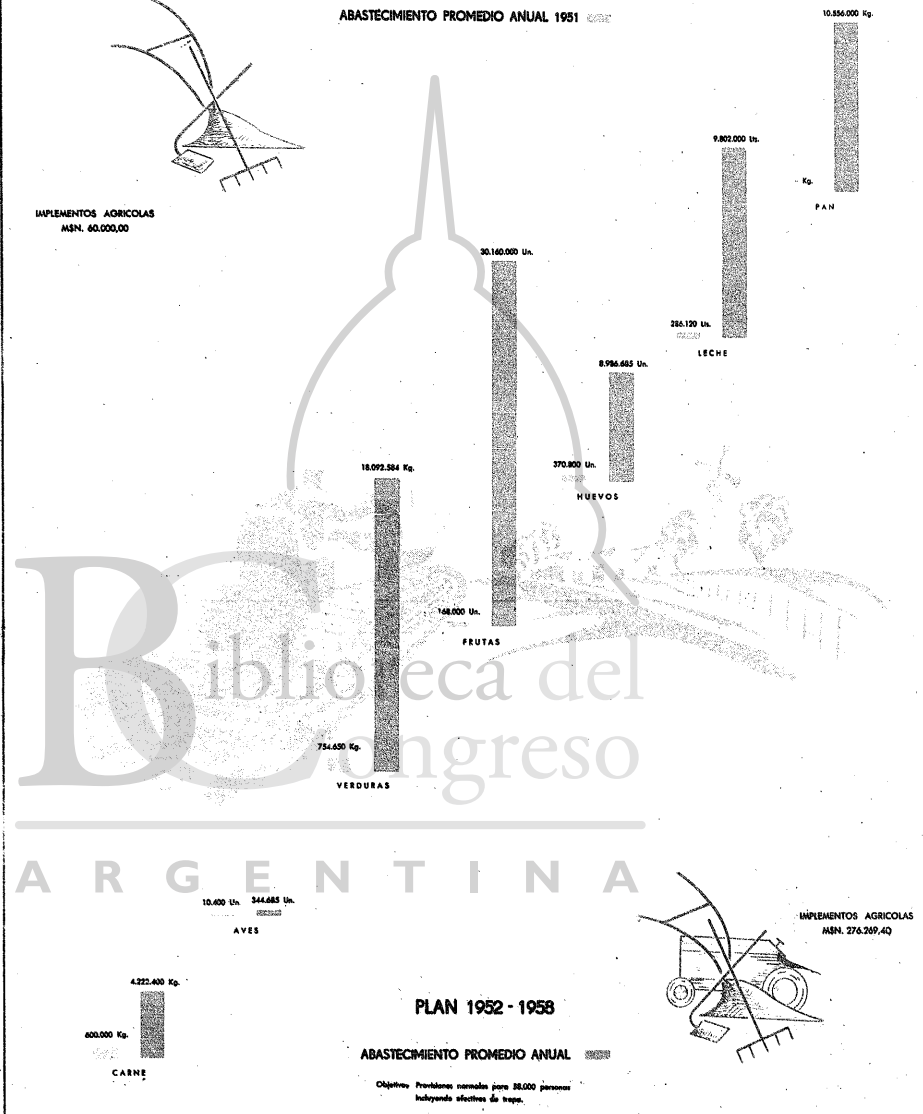 ABASTECIMIENTO PROMEDIO ANUAL 1951
10.556.000 Kg.
9.802.000 Lts.
Kg.
PAN
IMPLEMENTOS AGRICOLAS
M$N. 60.000,00
30.160.000 Un.
286.120 Lts.
LECHE
8.986.685 Un.
370.800 Un.
HUEVOS
18.092.584 Kg.
168.000 Un.
FRUTAS
Biblioteca del
Congreso
754.650 Kg.
VERDURAS
ARGENTINA
10.400 Un.
344.685 Un.
AVES
IMPLEMENTOS AGRICOLAS
M$N. 276.269,40
4.222.400 Kg.
600.000 Kg.
CARNE
PLAN 1952 - 1958
ABASTECIMIENTO PROMEDIO ANUAL
Objetivo: Provisiones normales para 38.000 personas
incluyendo efectivos de tropa.